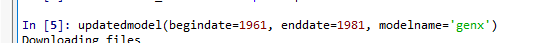 In [5]: updatedmodel(begindate=1961, enddate=1981, modelname='genx')
Downloading files